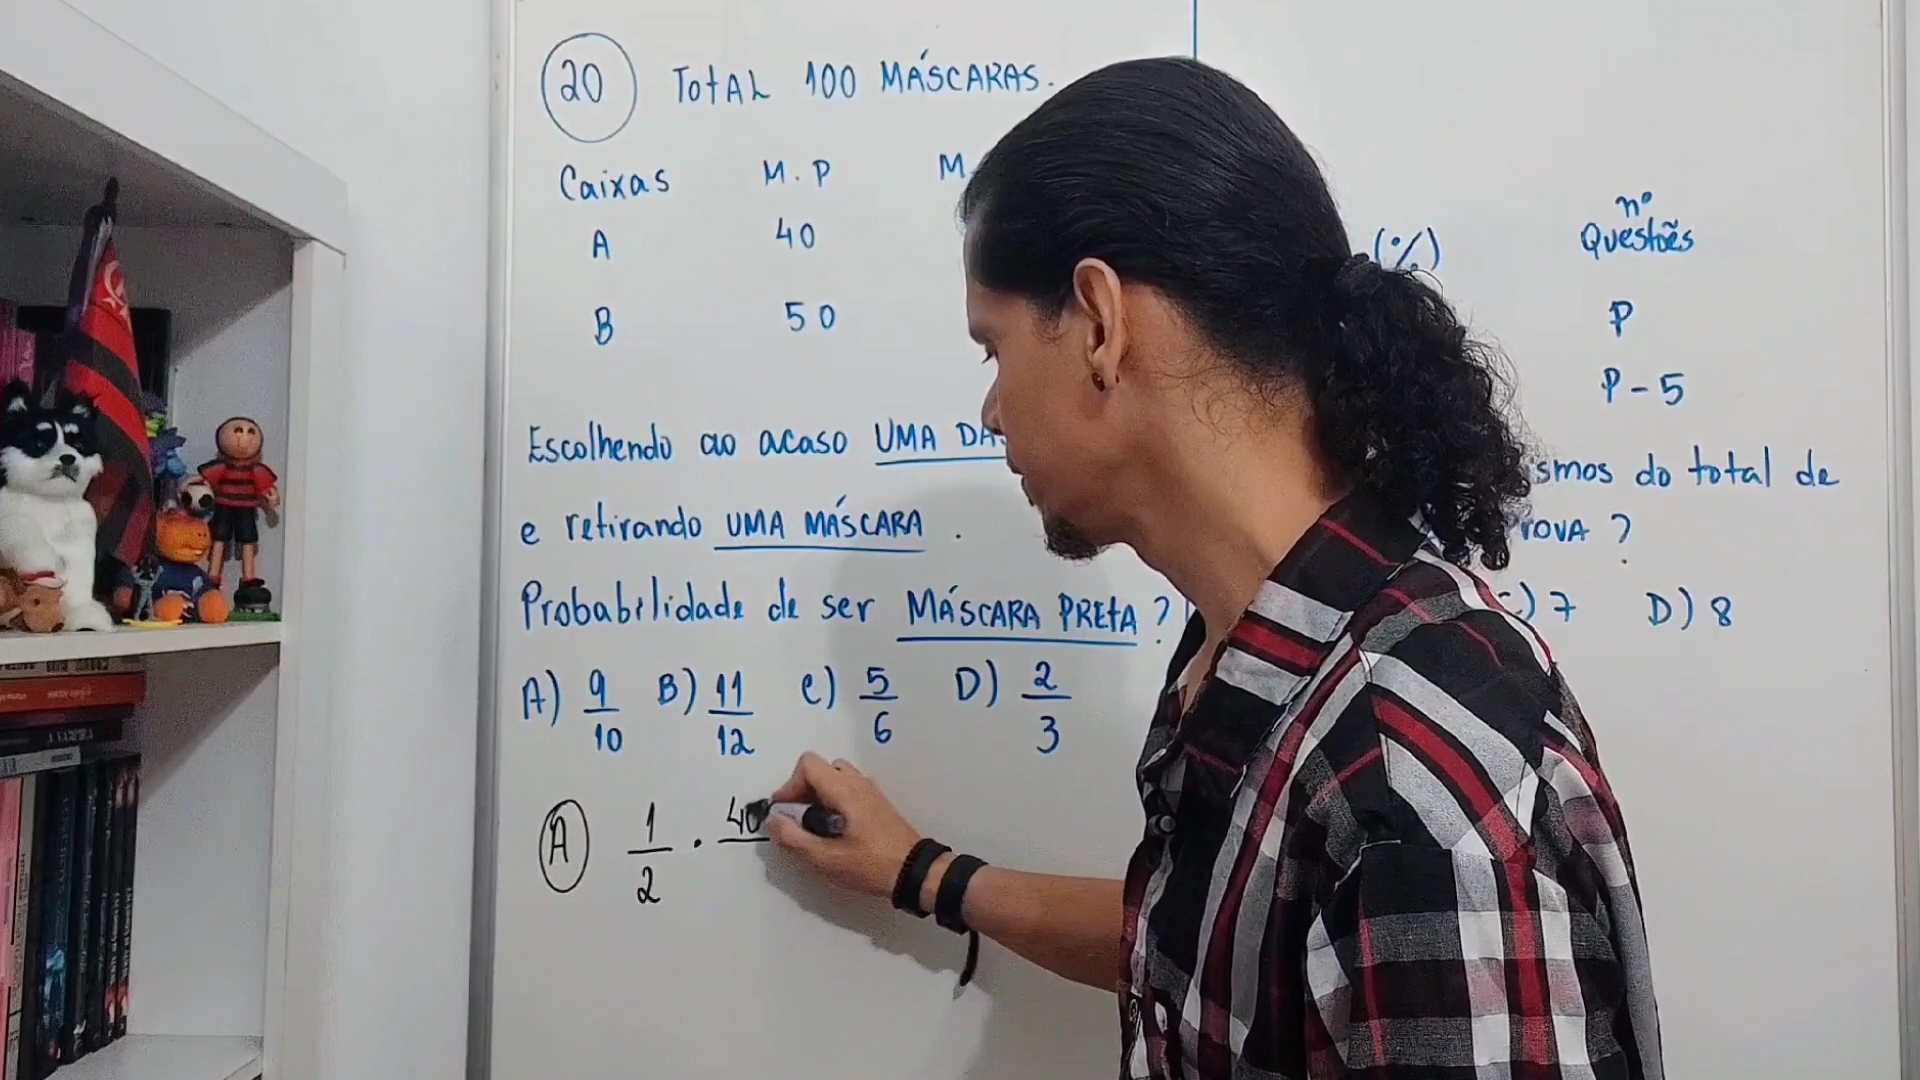 20 TOTAL 100 MÁSCARAS.
Caixas M.P M.
A 40
B 50
Escolhendo ao acaso UMA DAS
e retirando UMA MÁSCARA .
Probabilidade de ser MÁSCARA PRETA ?
A) 9/10 B) 11/12 C) 5/6 D) 2/3
A 1/2 . 40
(%) nº Questões
P
P - 5
smos do total de
ROVA ?
C) 7 D) 8